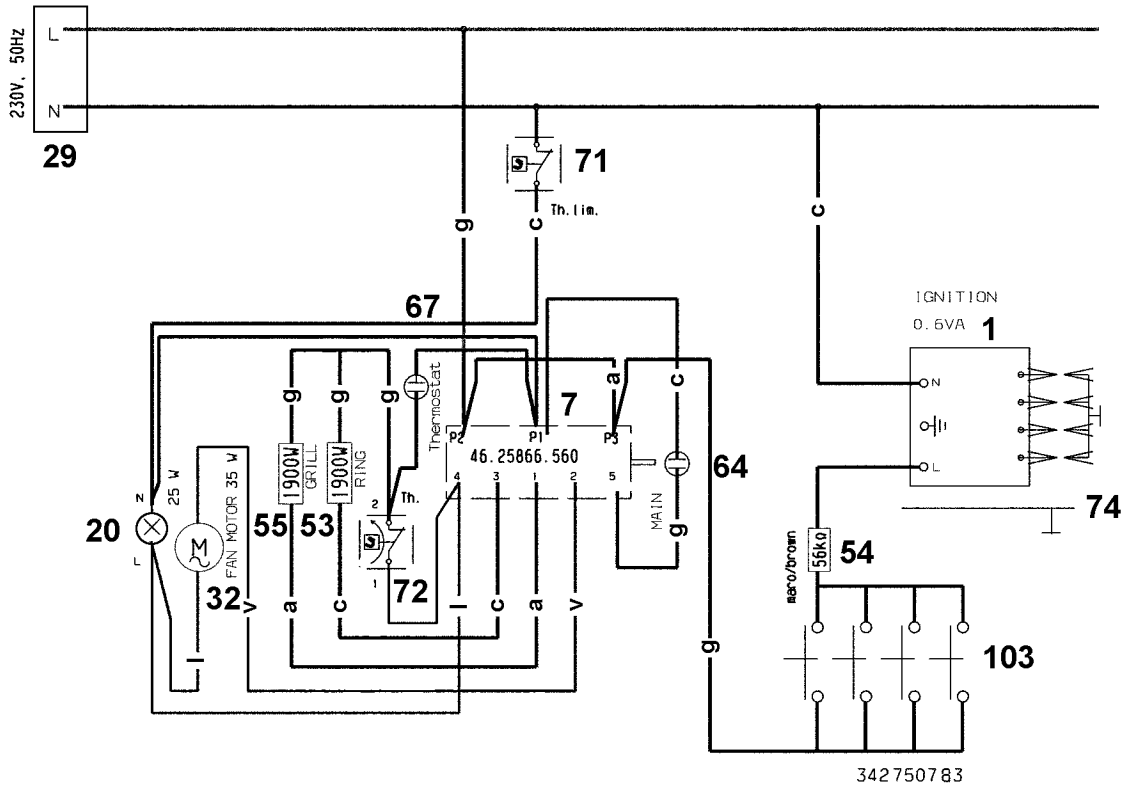 230V, 50Hz
L
N
29
71
Th.lim.
g
c
c
67
IGNITION
0.6VA
1
N
L
74
7
P2
P1
P3
46.25866.560
4
3
1
2
5
a
c
g
64
MAIN
Thermostat
g
g
g
1900W
GRILL
1900W
RING
55
53
Th.
2
1
72
N
L
20
25 W
M
FAN MOTOR 35 W
32
v
l
a
c
l
c
a
v
g
maro/brown
56kΩ
54
103
342750783